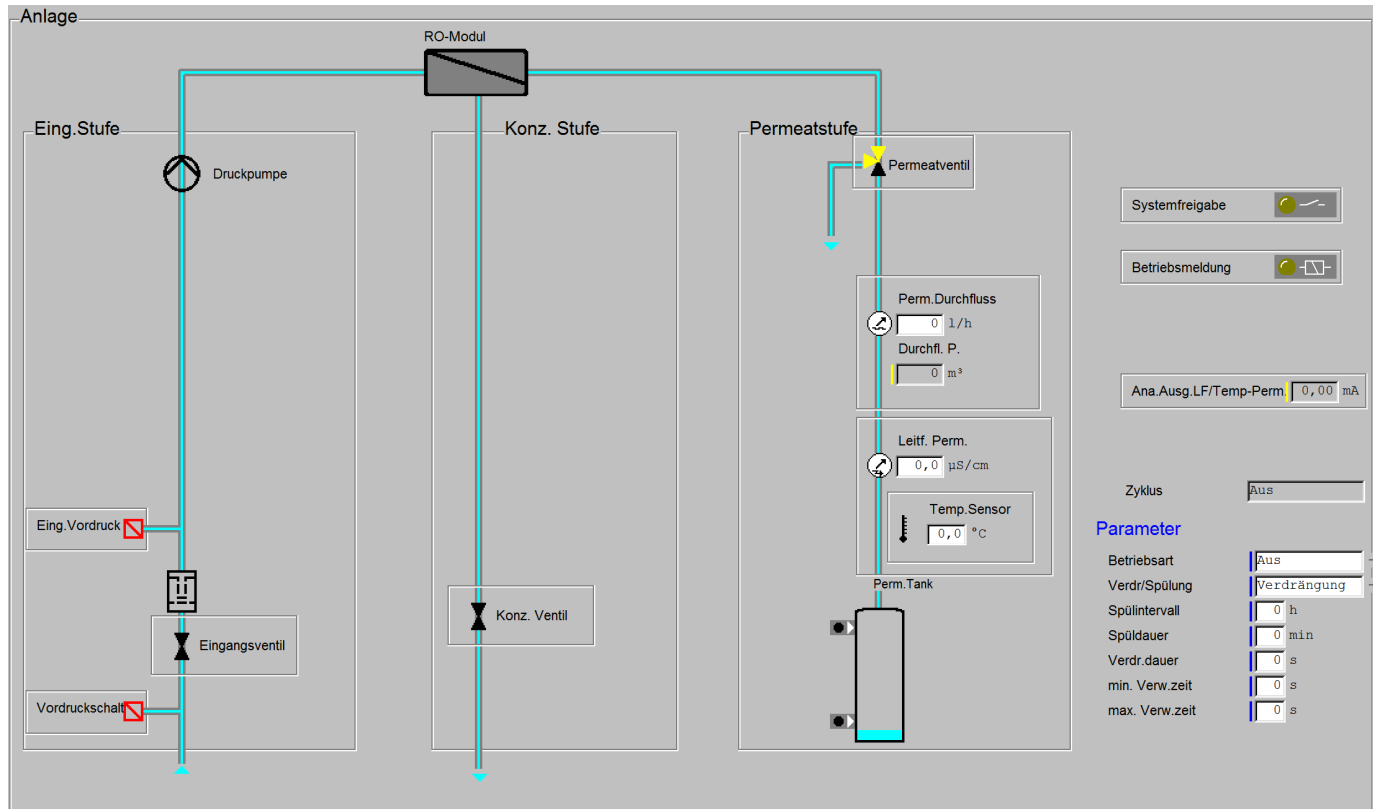 Anlage
RO-Modul
Eing.Stufe
Konz. Stufe
Permeatstufe
Druckpumpe
Permeatventil
Systemfreigabe
Betriebsmeldung
Perm.Durchfluss
0 l/h
Durchfl. P.
0 m³
Ana.Ausg.LF/Temp-Perm. 0,00 mA
Leitf. Perm.
0,0 µS/cm
Temp.Sensor
0,0 °C
Zyklus Aus
Eing.Vordruck
Parameter
Betriebsart Aus
Perm.Tank
Verdr/Spülung Verdrängung
Spülintervall 0 h
Konz. Ventil
Spüldauer 0 min
Eingangsventil
Verdr.dauer 0 s
min. Verw.zeit 0 s
Vordruckschalt
max. Verw.zeit 0 s